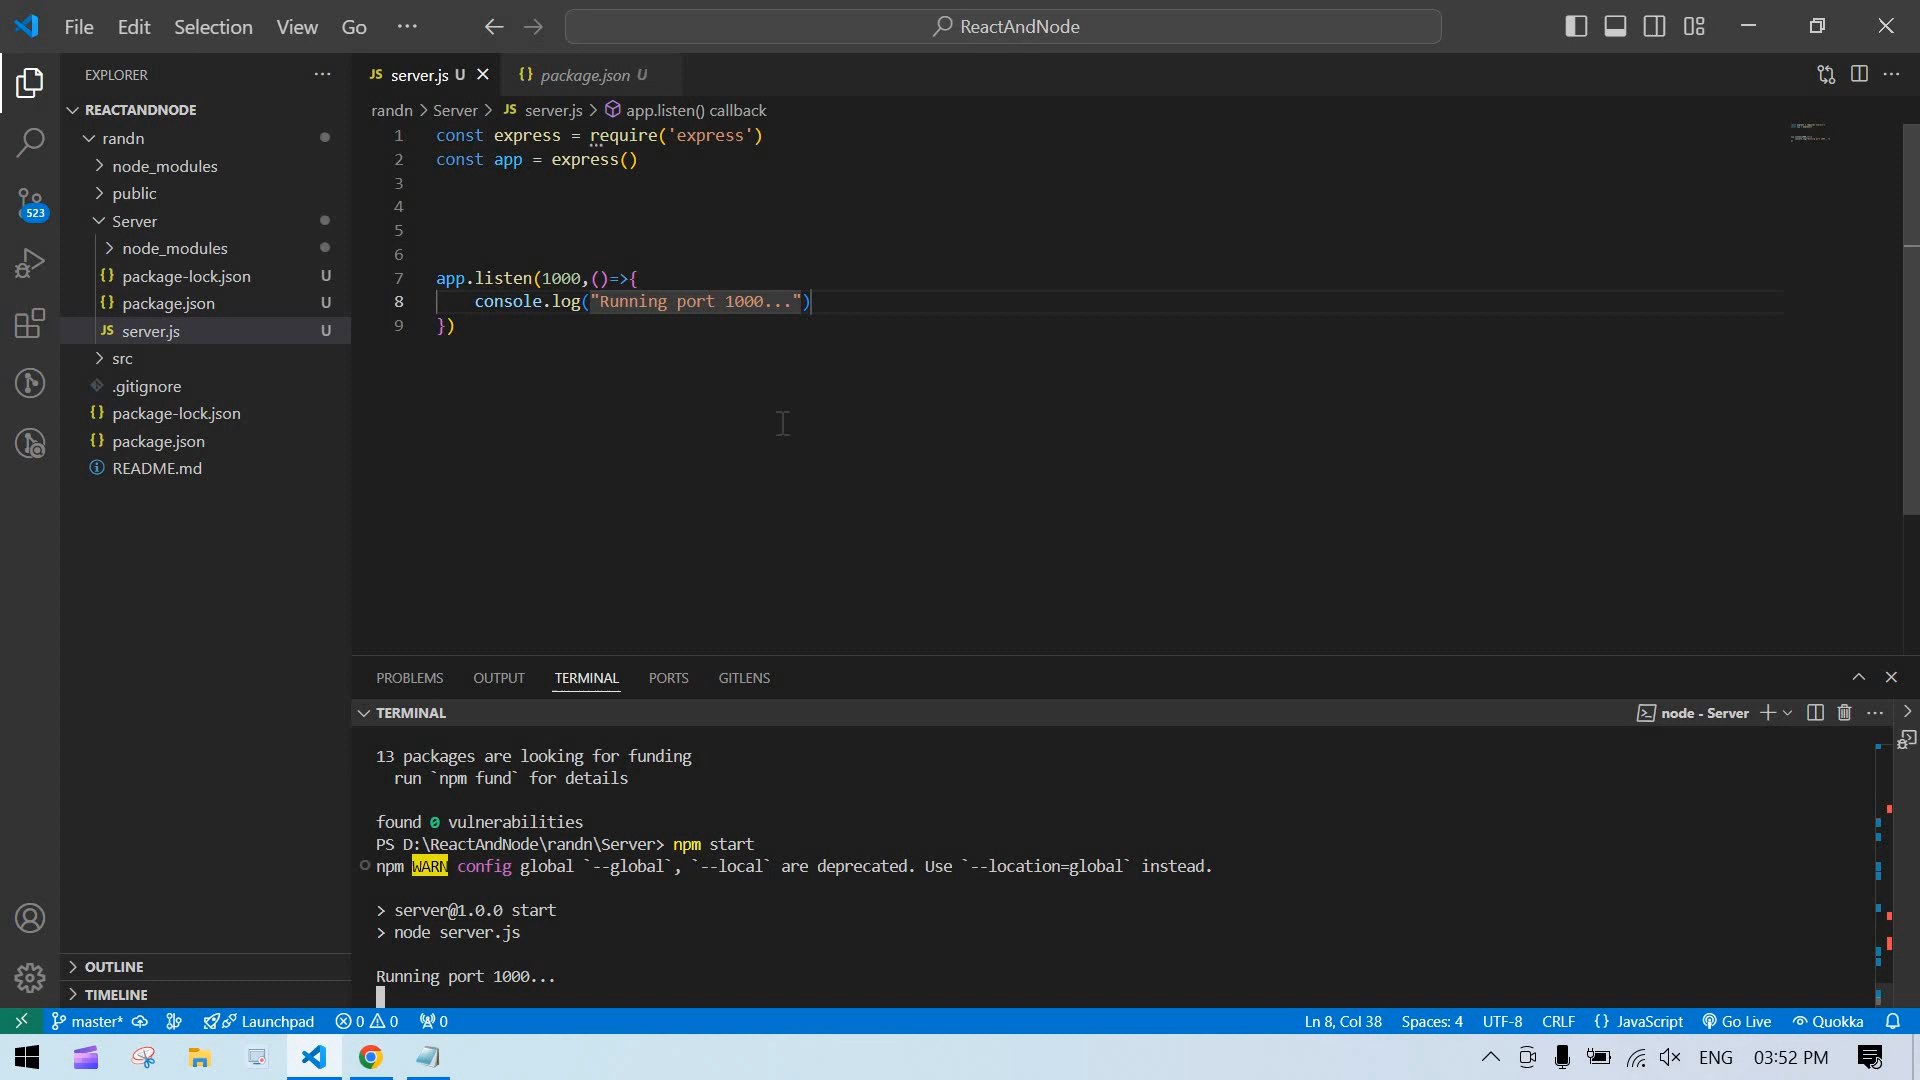 File Edit Selection View Go ··· ReactAndNode
EXPLORER ···
REACTANDNODE
randn
node_modules
public
Server
node_modules
{} package-lock.json U
{} package.json U
JS server.js U
src
.gitignore
{} package-lock.json
{} package.json
README.md
OUTLINE
TIMELINE
523
JS server.js U {} package.json U
randn > Server > JS server.js > app.listen() callback
1 const express = require('express')
2 const app = express()
3
4
5
6
7 app.listen(1000,()=>{
8 console.log("Running port 1000...")
9 })
PROBLEMS OUTPUT TERMINAL PORTS GITLENS
TERMINAL node - Server
13 packages are looking for funding
run `npm fund` for details
found 0 vulnerabilities
PS D:\ReactAndNode\randn\Server> npm start
npm WARN config global `--global`, `--local` are deprecated. Use `--location=global` instead.
> server@1.0.0 start
> node server.js
Running port 1000...
master* Launchpad 0 0 0 Ln 8, Col 38 Spaces: 4 UTF-8 CRLF {} JavaScript Go Live Quokka
ENG 03:52 PM